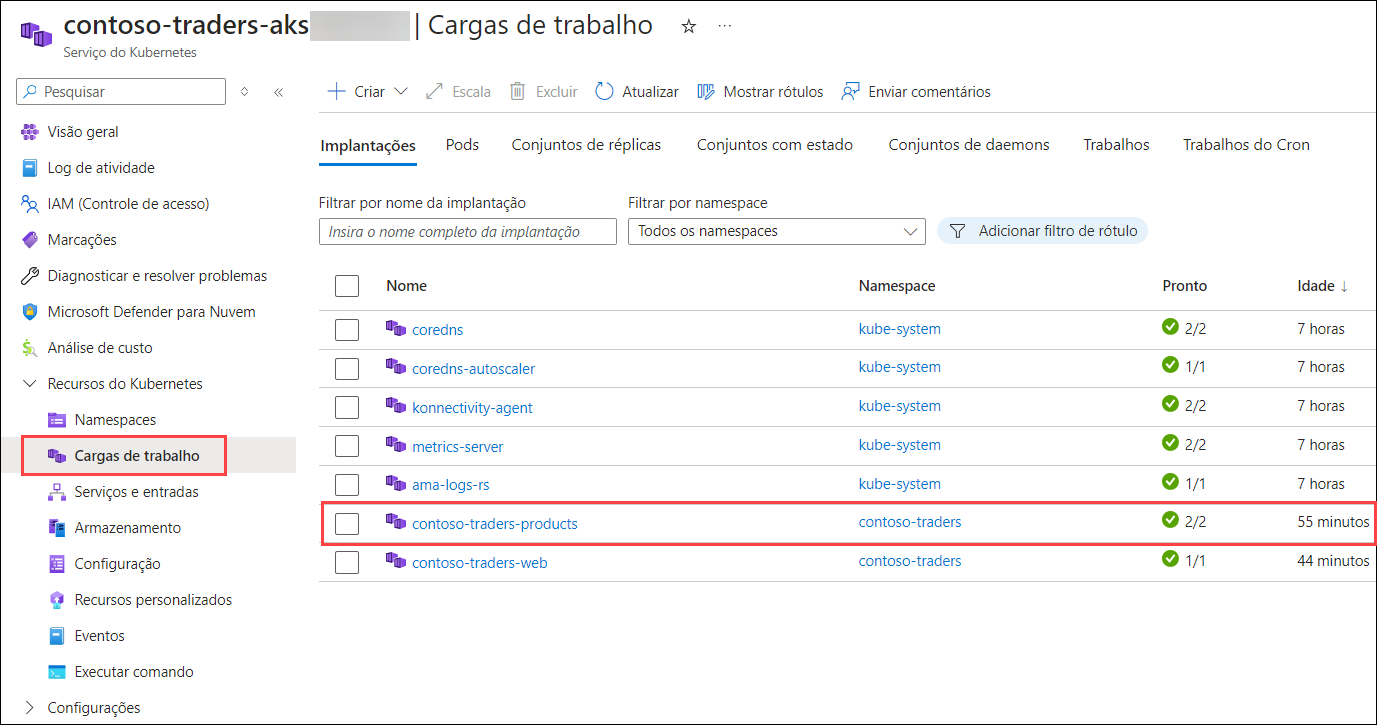 contoso-traders-aks | Cargas de trabalho
Serviço do Kubernetes
Pesquisar
Criar Escala Excluir Atualizar Mostrar rótulos Enviar comentários
Visão geral
Log de atividade
IAM (Controle de acesso)
Marcações
Diagnosticar e resolver problemas
Microsoft Defender para Nuvem
Análise de custo
Recursos do Kubernetes
Namespaces
Cargas de trabalho
Serviços e entradas
Armazenamento
Configuração
Recursos personalizados
Eventos
Executar comando
Configurações
Implantações Pods Conjuntos de réplicas Conjuntos com estado Conjuntos de daemons Trabalhos Trabalhos do Cron
Filtrar por nome da implantação Filtrar por namespace
Insira o nome completo da implantação Todos os namespaces Adicionar filtro de rótulo
Nome Namespace Pronto Idade ↓
coredns kube-system 2/2 7 horas
coredns-autoscaler kube-system 1/1 7 horas
konnectivity-agent kube-system 2/2 7 horas
metrics-server kube-system 2/2 7 horas
ama-logs-rs kube-system 1/1 7 horas
contoso-traders-products contoso-traders 2/2 55 minutos
contoso-traders-web contoso-traders 1/1 44 minutos